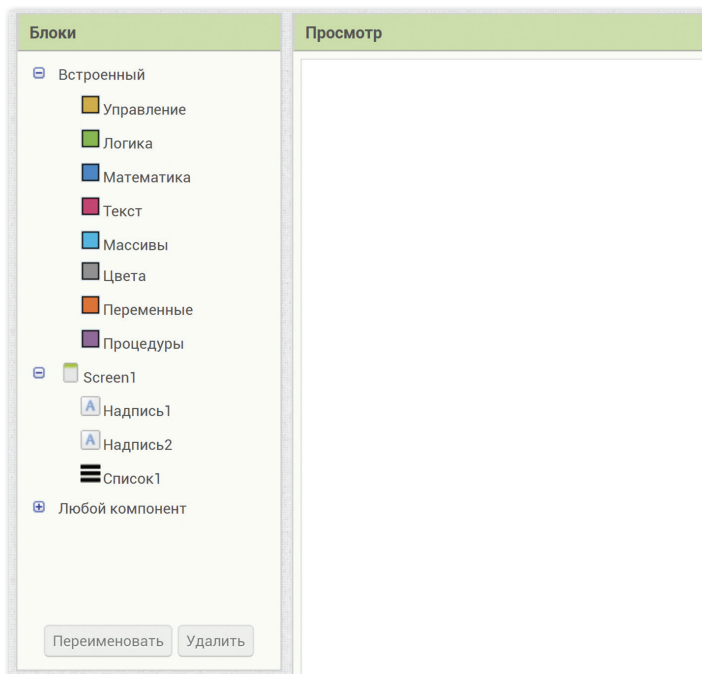 Блоки
Просмотр
Встроенный
Управление
Логика
Математика
Текст
Массивы
Цвета
Переменные
Процедуры
Screen1
A Надпись1
A Надпись2
Список1
Любой компонент
Переименовать Удалить